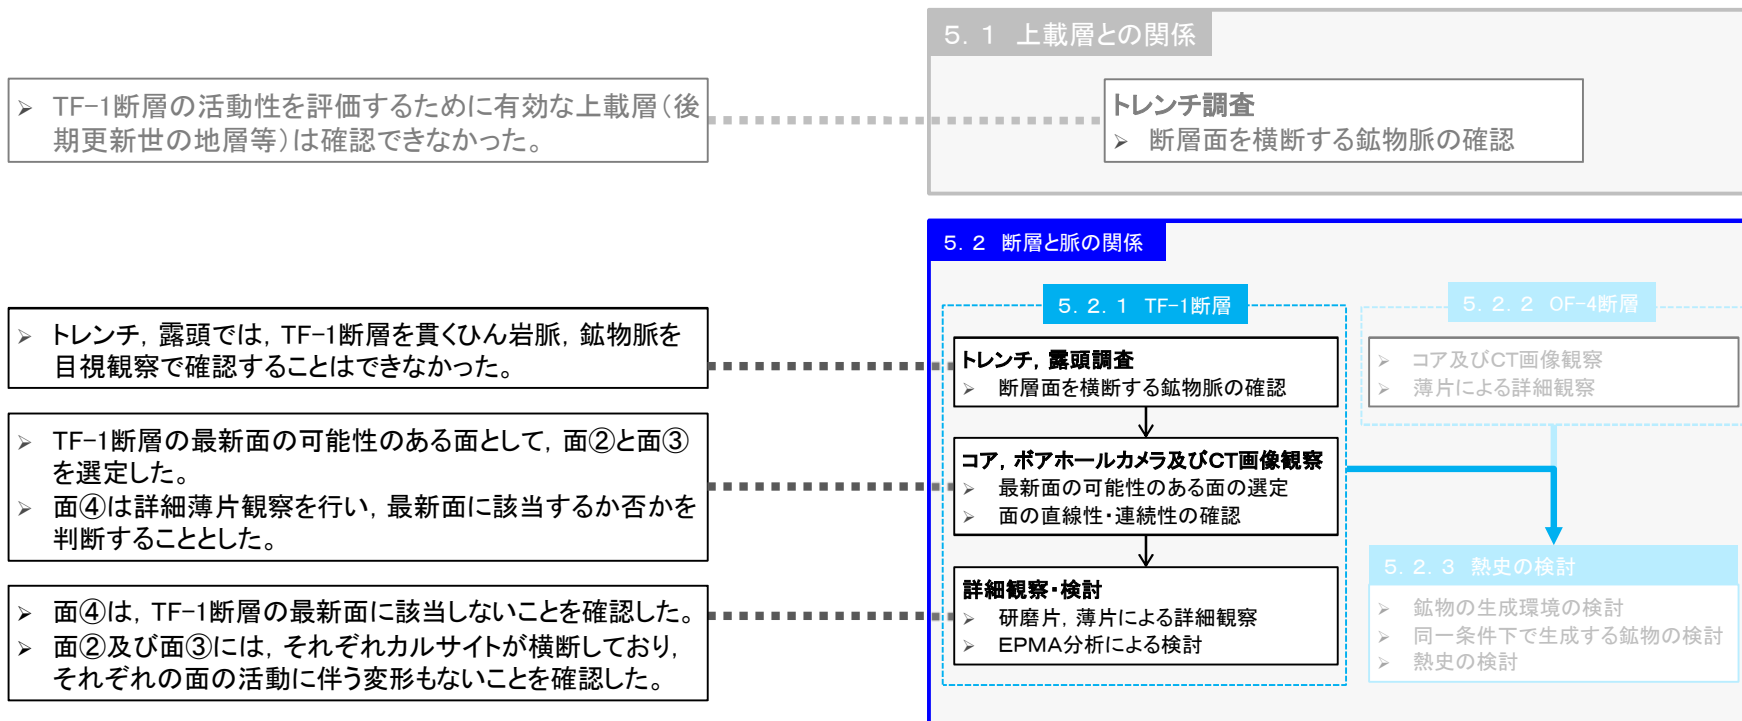 5．1　上載層との関係
➢ TF-1断層の活動性を評価するために有効な上載層（後
期更新世の地層等）は確認できなかった。
トレンチ調査
➢ 断層面を横断する鉱物脈の確認
5．2　断層と脈の関係
5．2．1　TF-1断層
5．2．2　OF-4断層
➢ トレンチ，露頭では，TF-1断層を貫くひん岩脈，鉱物脈を
目視観察で確認することはできなかった。
トレンチ，露頭調査
➢ 断層面を横断する鉱物脈の確認
➢ コア及びCT画像観察
➢ 薄片による詳細観察
➢ TF-1断層の最新面の可能性のある面として，面②と面③
を選定した。
➢ 面④は詳細薄片観察を行い，最新面に該当するか否かを
判断することとした。
コア，ボアホールカメラ及びCT画像観察
➢ 最新面の可能性のある面の選定
➢ 面の直線性・連続性の確認
➢ 面④は，TF-1断層の最新面に該当しないことを確認した。
➢ 面②及び面③には，それぞれカルサイトが横断しており，
それぞれの面の活動に伴う変形もないことを確認した。
詳細観察・検討
➢ 研磨片，薄片による詳細観察
➢ EPMA分析による検討
5．2．3　熱史の検討
➢ 鉱物の生成環境の検討
➢ 同一条件下で生成する鉱物の検討
➢ 熱史の検討